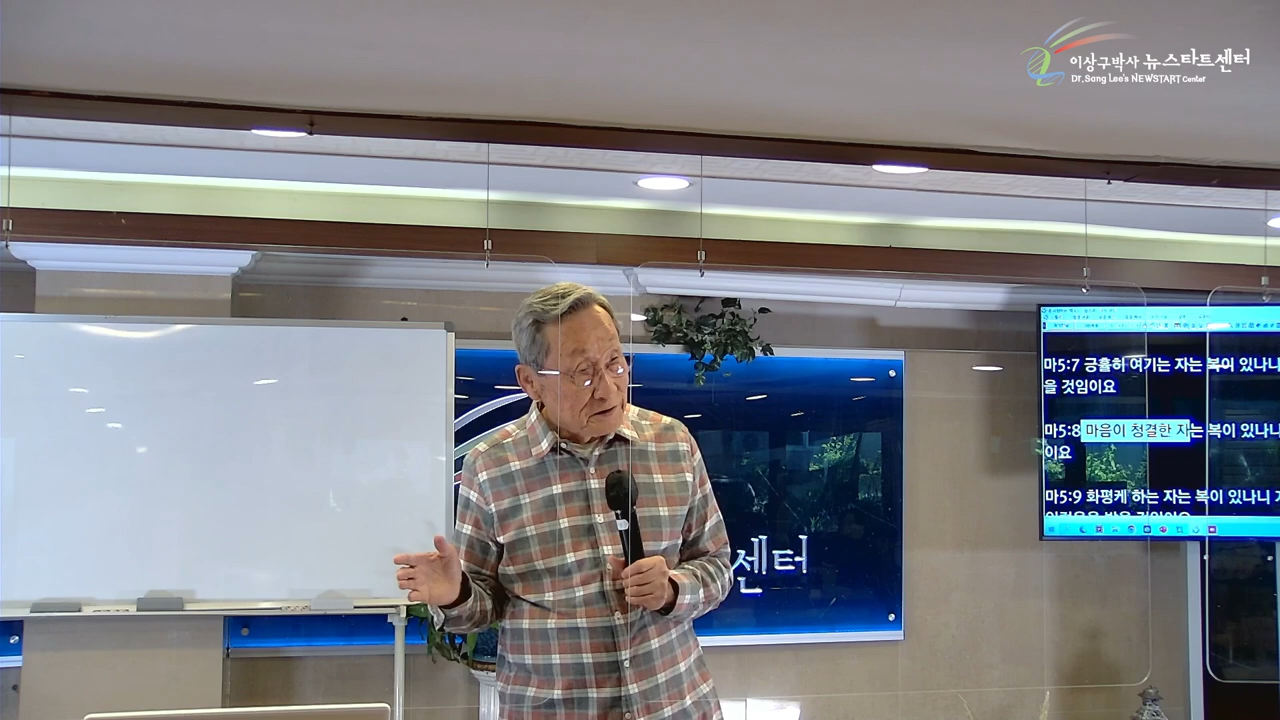 이상구박사 뉴스타트센터
Dr. Sang Lee's NEWSTART Center
마5:7 긍휼히 여기는 자는 복이 있나니
을 것임이요
마5:8 마음이 청결한 자는 복이 있나니
이요
마5:9 화평케 하는 자는 복이 있나니
센터